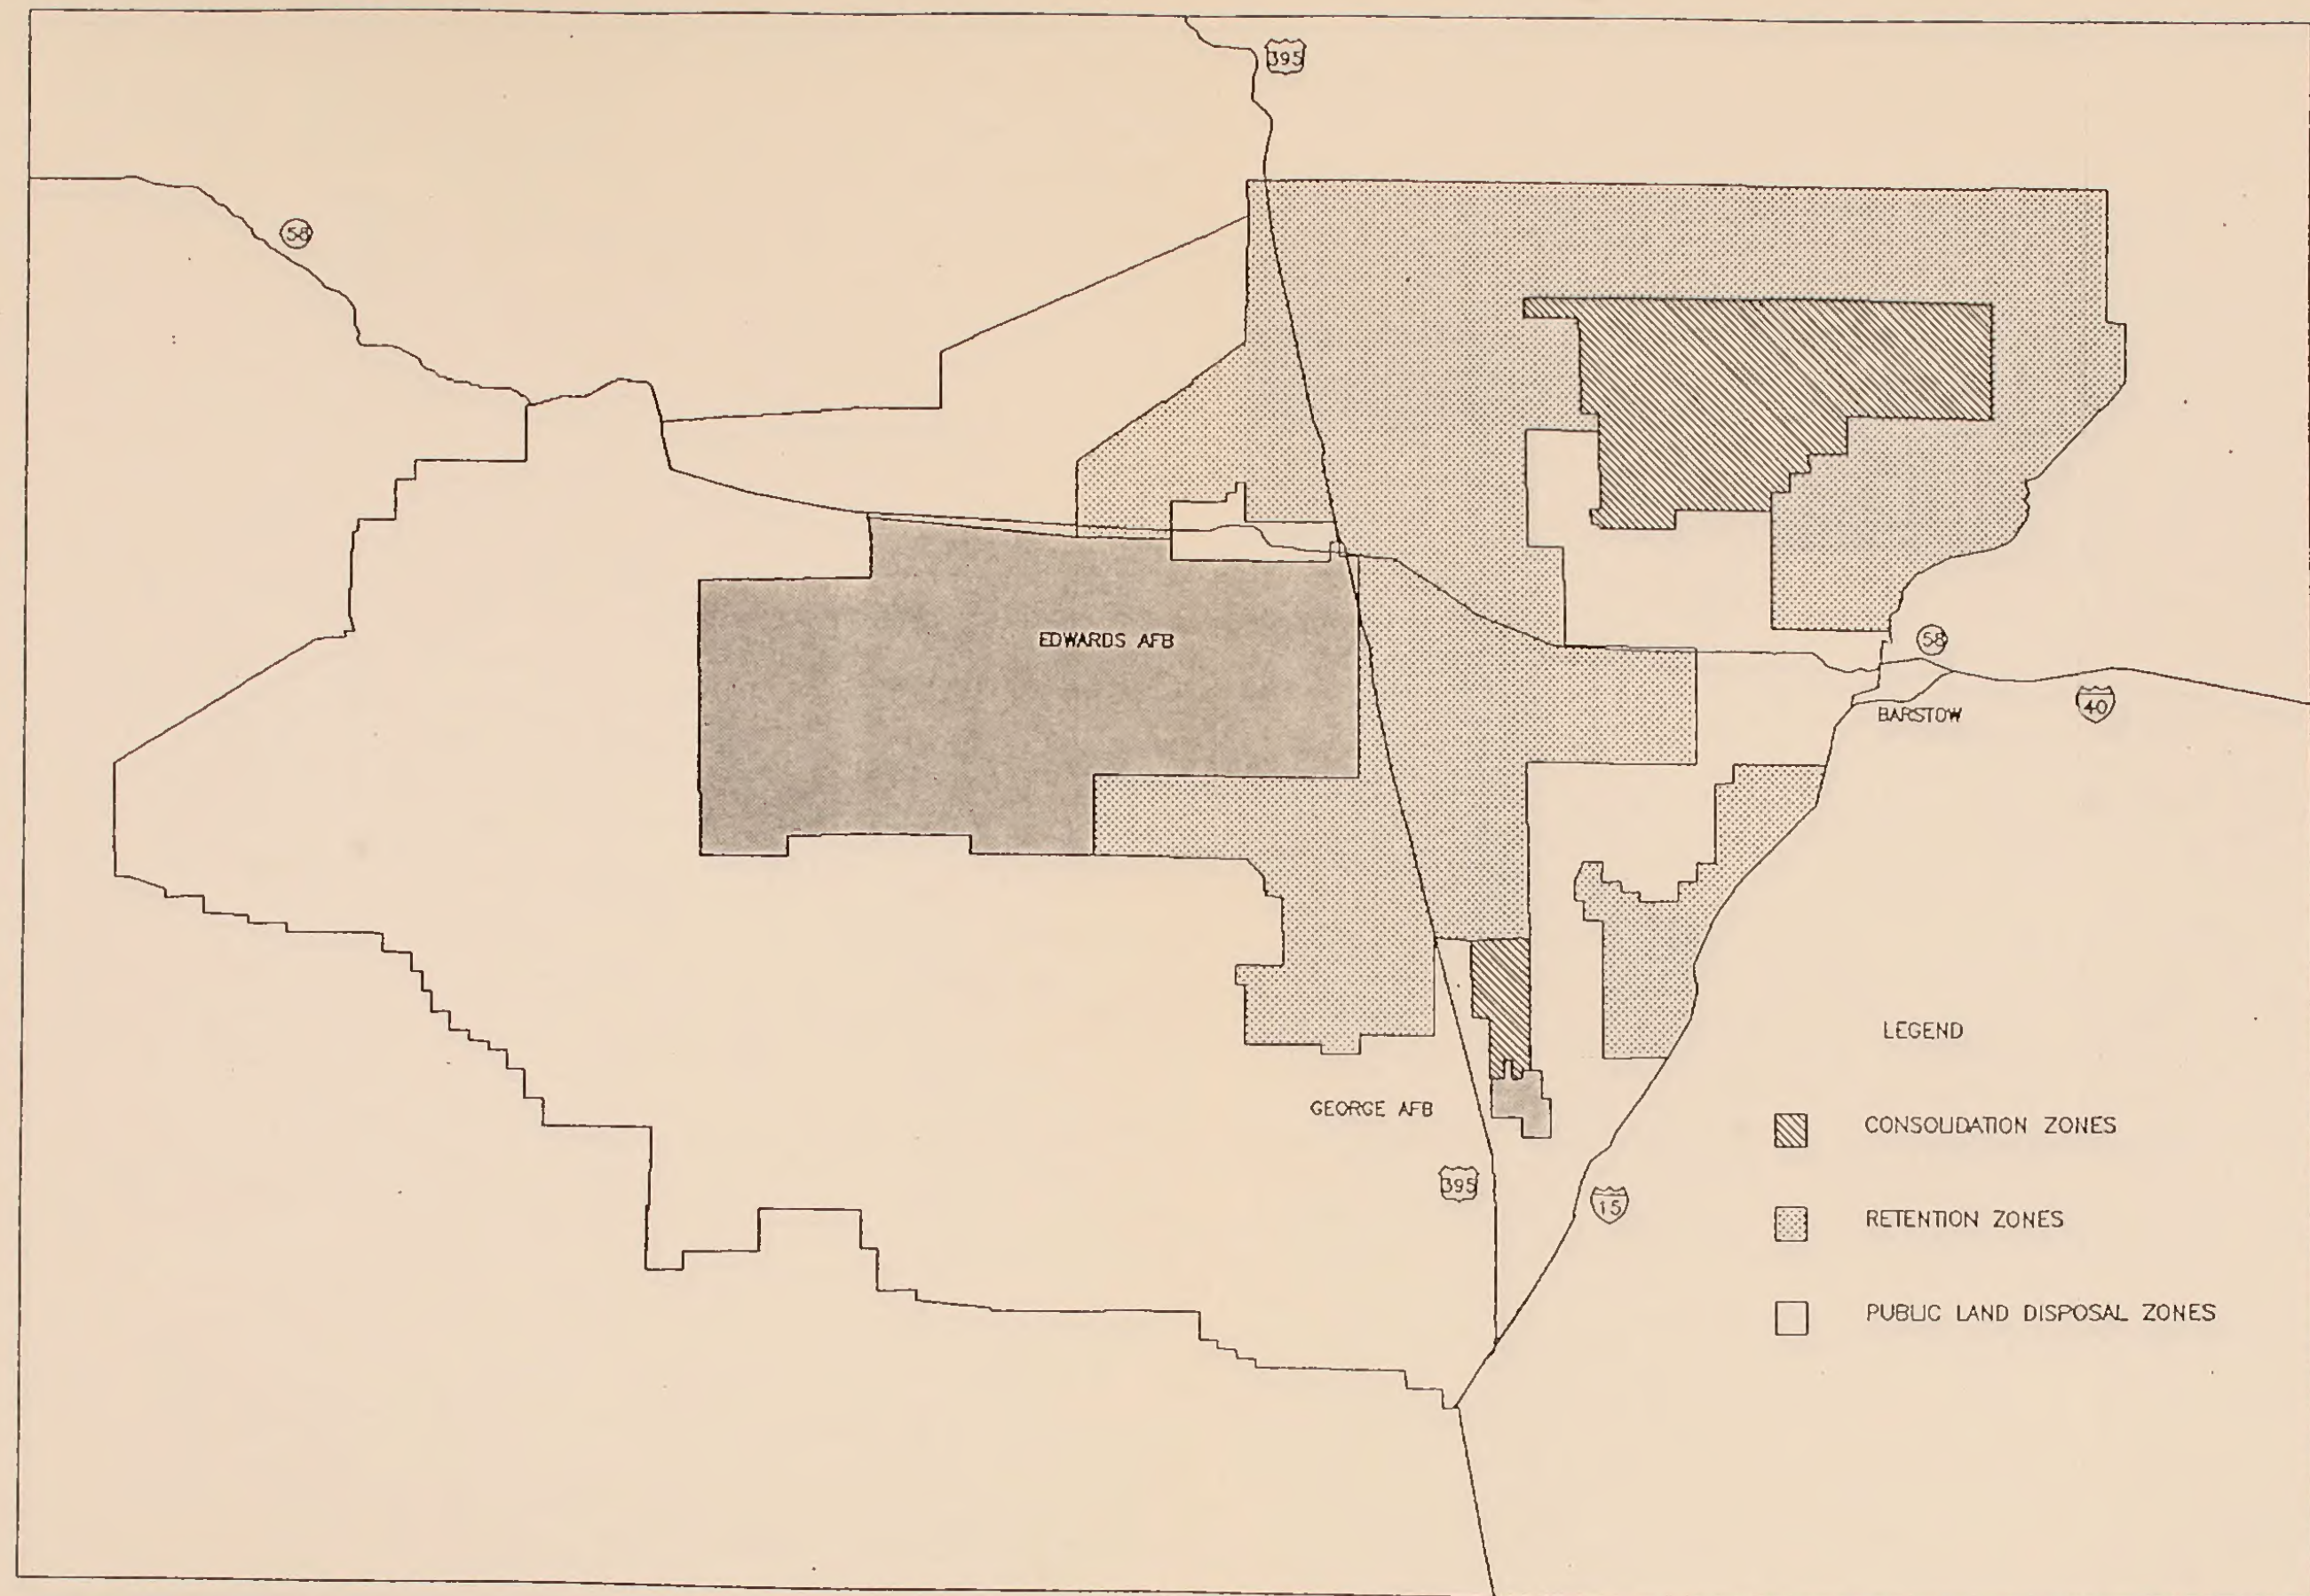 395
58
EDWARDS AFB
58
BARSTOW
40
LEGEND
GEORGE AFB
CONSOLIDATION ZONES
395
15
RETENTION ZONES
PUBLIC LAND DISPOSAL ZONES